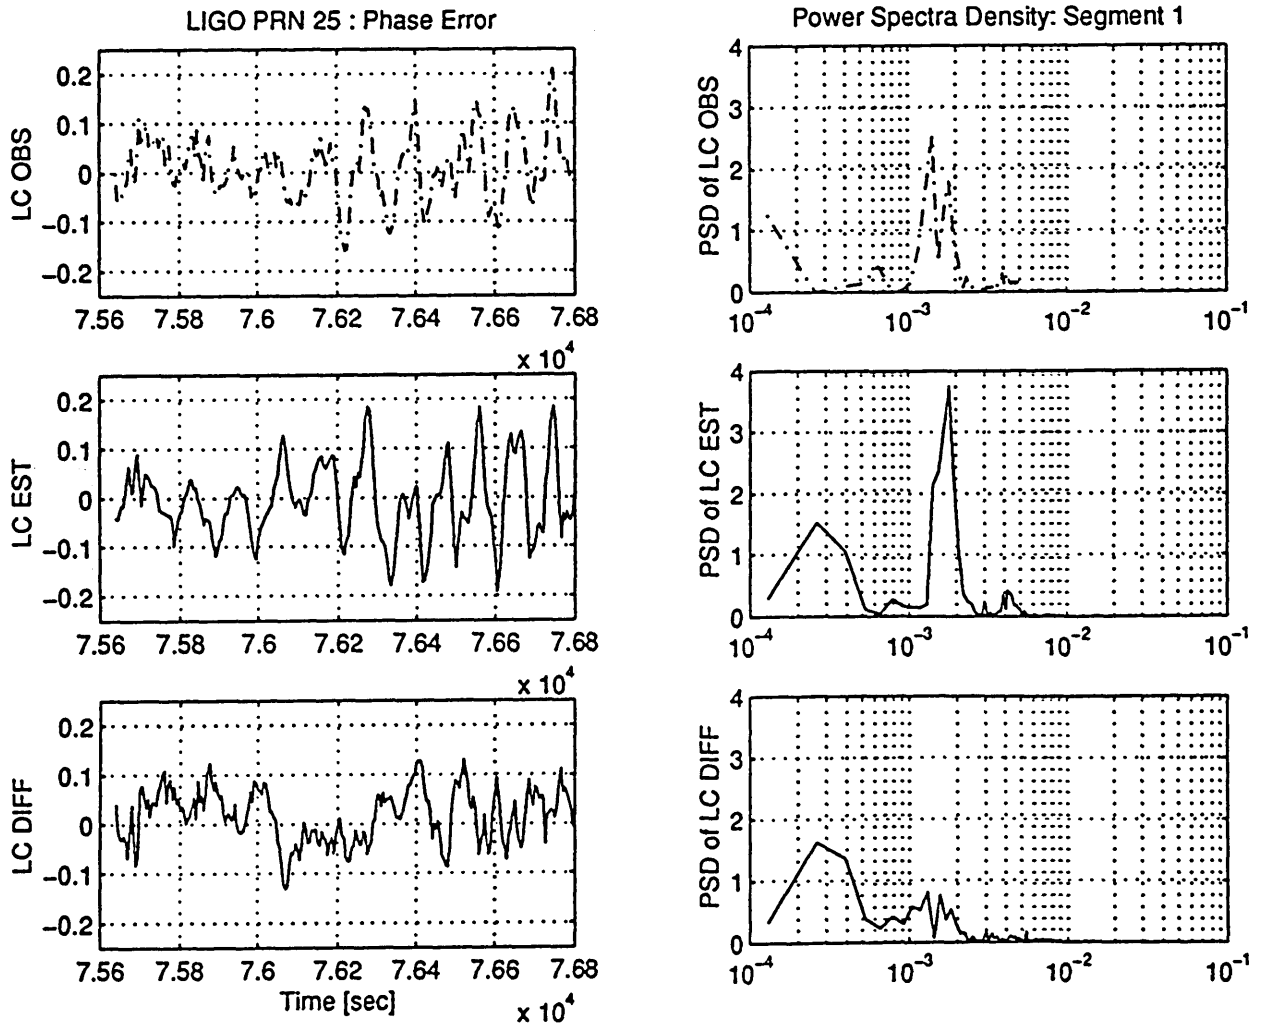 LIGO PRN 25 : Phase Error
LC OBS
0.2
0.1
0
−0.1
−0.2
7.56 7.58 7.6 7.62 7.64 7.66 7.68
x 10^4
LC EST
0.2
0.1
0
−0.1
−0.2
7.56 7.58 7.6 7.62 7.64 7.66 7.68
x 10^4
LC DIFF
0.2
0.1
0
−0.1
−0.2
7.56 7.58 7.6 7.62 7.64 7.66 7.68
Time [sec]
x 10^4
Power Spectra Density: Segment 1
PSD of LC OBS
4
3
2
1
0
10^−4 10^−3 10^−2 10^−1
PSD of LC EST
4
3
2
1
0
10^−4 10^−3 10^−2 10^−1
PSD of LC DIFF
4
3
2
1
0
10^−4 10^−3 10^−2 10^−1